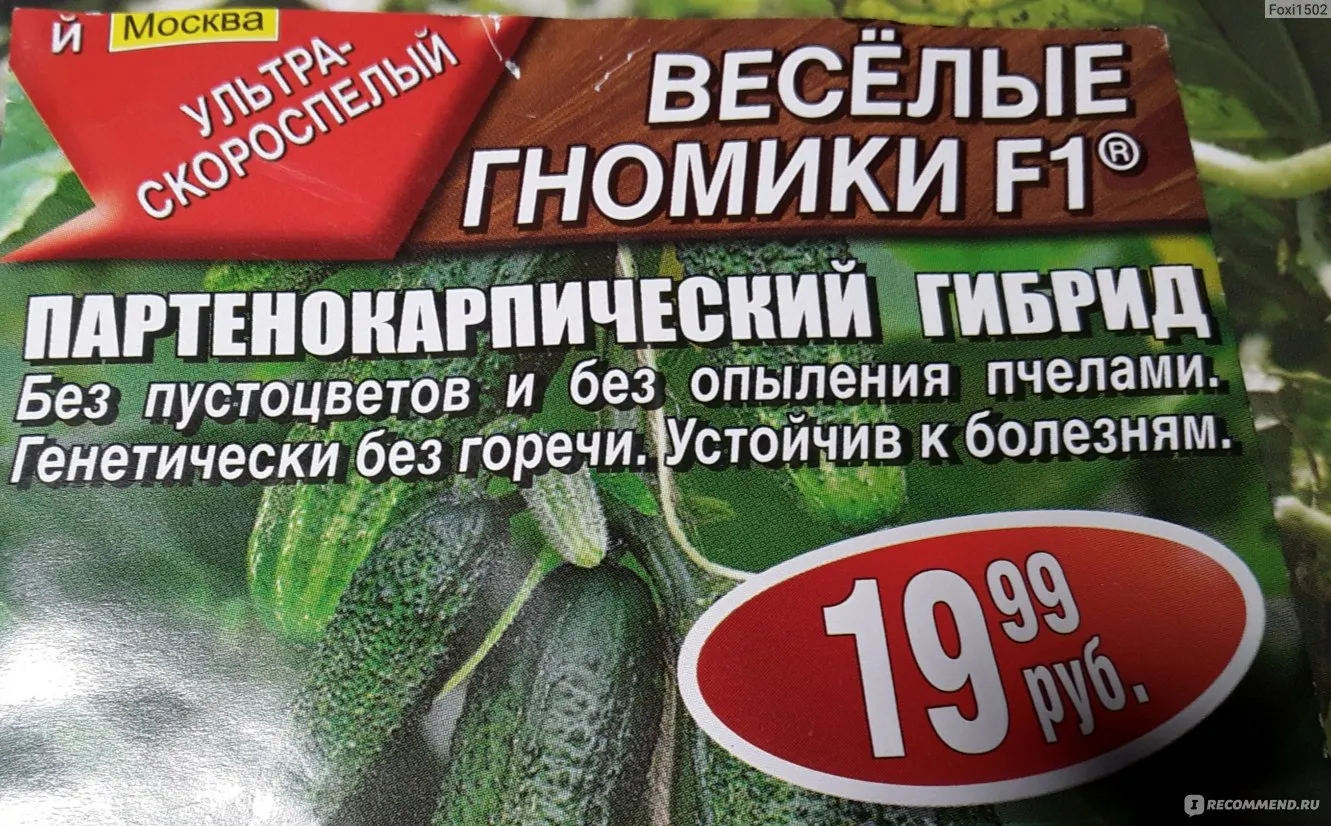 Foxi1502
й Москва
УЛЬТРА-
СКОРОСПЕЛЫЙ
ВЕСЁЛЫЕ
ГНОМИКИ F1®
ПАРТЕНОКАРПИЧЕСКИЙ ГИБРИД
Без пустоцветов и без опыления пчелами.
Генетически без горечи. Устойчив к болезням.
19 99
руб.
I RECOMMEND.RU